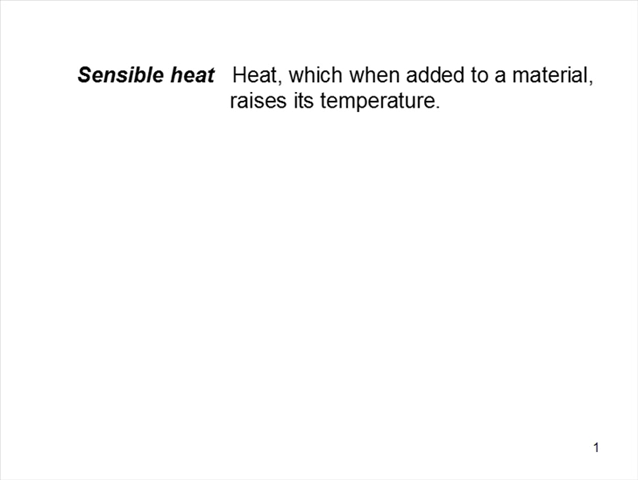 Sensible heat Heat, which when added to a material,
raises its temperature.
1